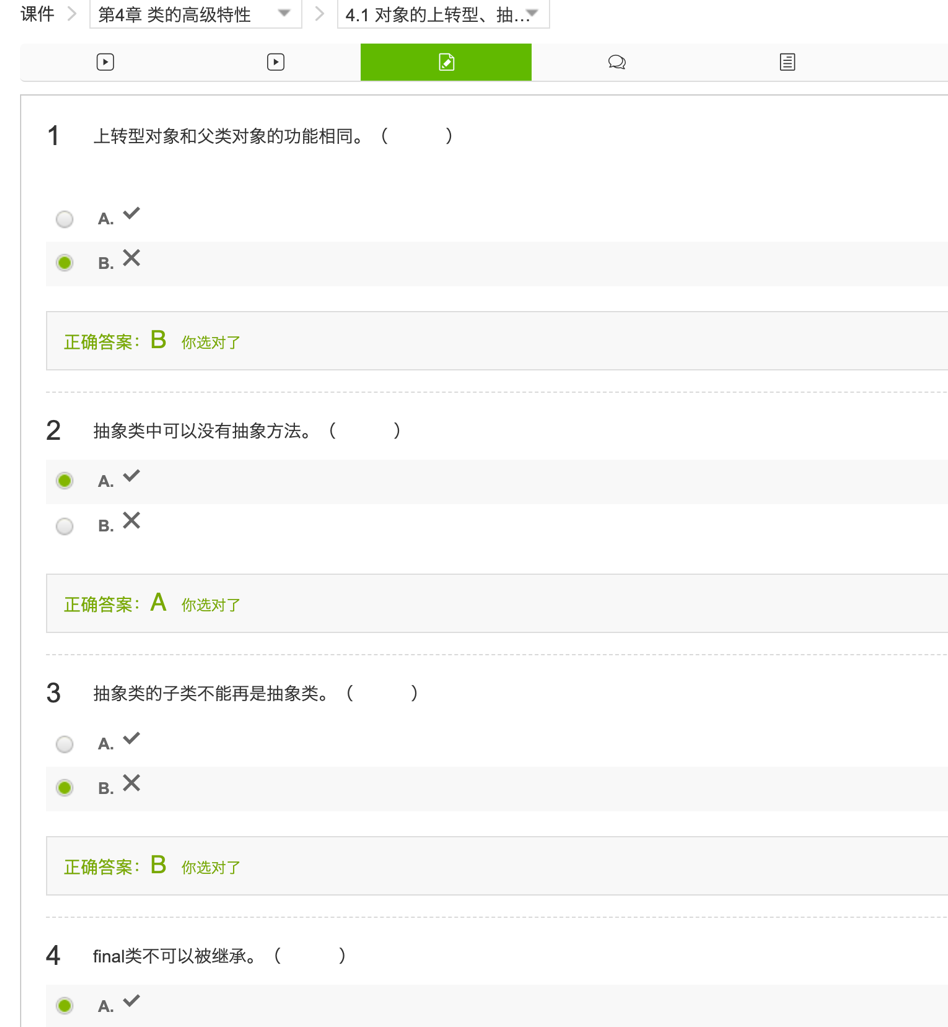 课件 第4章 类的高级特性 4.1 对象的上转型、抽...
1 上转型对象和父类对象的功能相同。（ ）
A.
B.
正确答案：B 你选对了
2 抽象类中可以没有抽象方法。（ ）
A.
B.
正确答案：A 你选对了
3 抽象类的子类不能再是抽象类。（ ）
A.
B.
正确答案：B 你选对了
4 final类不可以被继承。（ ）
A.